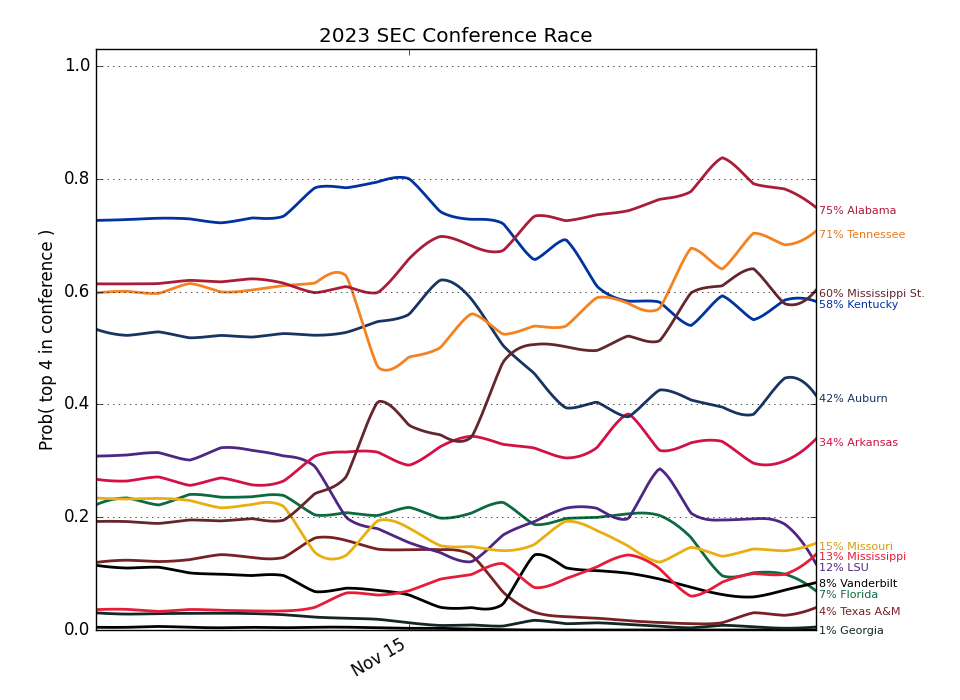 2023 SEC Conference Race
Prob( top 4 in conference )
1.0
0.8
0.6
0.4
0.2
0.0
Nov 15
75% Alabama
71% Tennessee
60% Mississippi St.
58% Kentucky
42% Auburn
34% Arkansas
15% Missouri
13% Mississippi
12% LSU
8% Vanderbilt
7% Florida
4% Texas A&M
1% Georgia